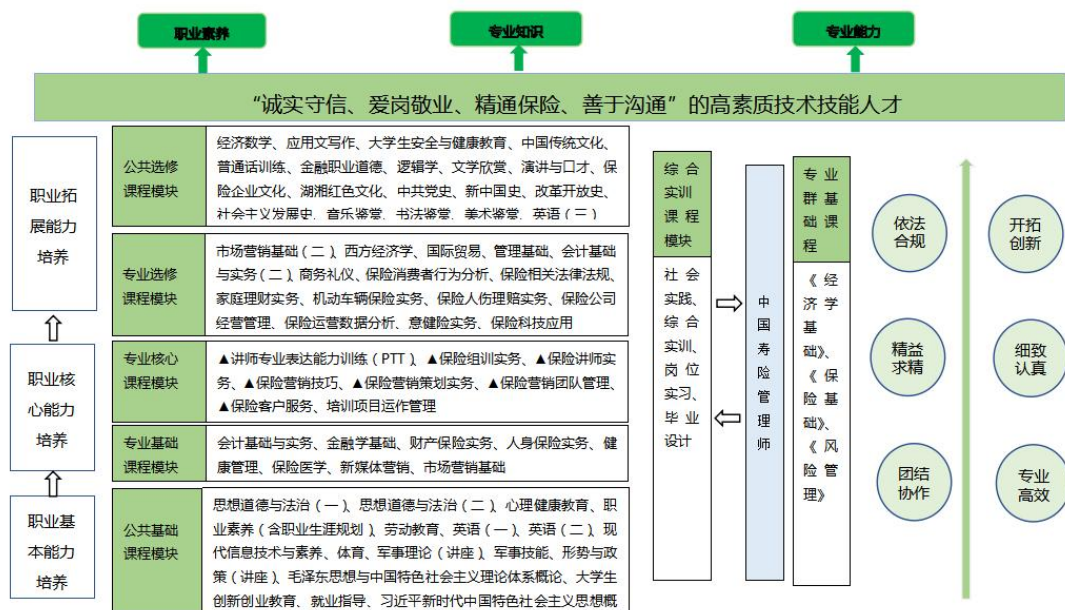 职业素养
专业知识
专业能力
“诚实守信、爱岗敬业、精通保险、善于沟通”的高素质技术技能人才
职业拓
展能力
培养
职业核
心能力
培养
职业基
本能力
培养
公共选修
课程模块
经济数学、应用文写作、大学生安全与健康教育、中国传统文化、
普通话训练、金融职业道德、逻辑学、文学欣赏、演讲与口才、保
险企业文化、湖湘红色文化、中共党史、新中国史、改革开放史、
社会主义发展史、音乐鉴赏、书法鉴赏、美术鉴赏、英语(三)
专业选修
课程模块
市场营销基础(二)、西方经济学、国际贸易、管理基础、会计基础
与实务(二)、商务礼仪、保险消费者行为分析、保险相关法律法规、
家庭理财实务、机动车辆保险实务、保险人伤理赔实务、保险公司
经营管理、保险运营数据分析、意健险实务、保险科技应用
专业核心
课程模块
▲讲师专业表达能力训练(PTT)、▲保险组训实务、▲保险讲师实
务、▲保险营销技巧、▲保险营销策划实务、▲保险营销团队管理、
▲保险客户服务、培训项目运作管理
专业基础
课程模块
会计基础与实务、金融学基础、财产保险实务、人身保险实务、健
康管理、保险医学、新媒体营销、市场营销基础
公共基础
课程模块
思想道德与法治(一)、思想道德与法治(二)、心理健康教育、职
业素养(含职业生涯规划)、劳动教育、英语(一)、英语(二)、现
代信息技术与素养、体育、军事理论(讲座)、军事技能、形势与政
策(讲座)、毛泽东思想与中国特色社会主义理论体系概论、大学生
创新创业教育、就业指导、习近平新时代中国特色社会主义思想概
综合
实训
课程
模块
社会
实践、
综合
实训、
岗位
实习、
毕业
设计
中国寿险管理师
专业
群基
础课
程
《经
济学
基
础》、
《保
险基
础》、
《风
险管
理》
依法
合规
开拓
创新
精益
求精
细致
认真
团结
协作
专业
高效